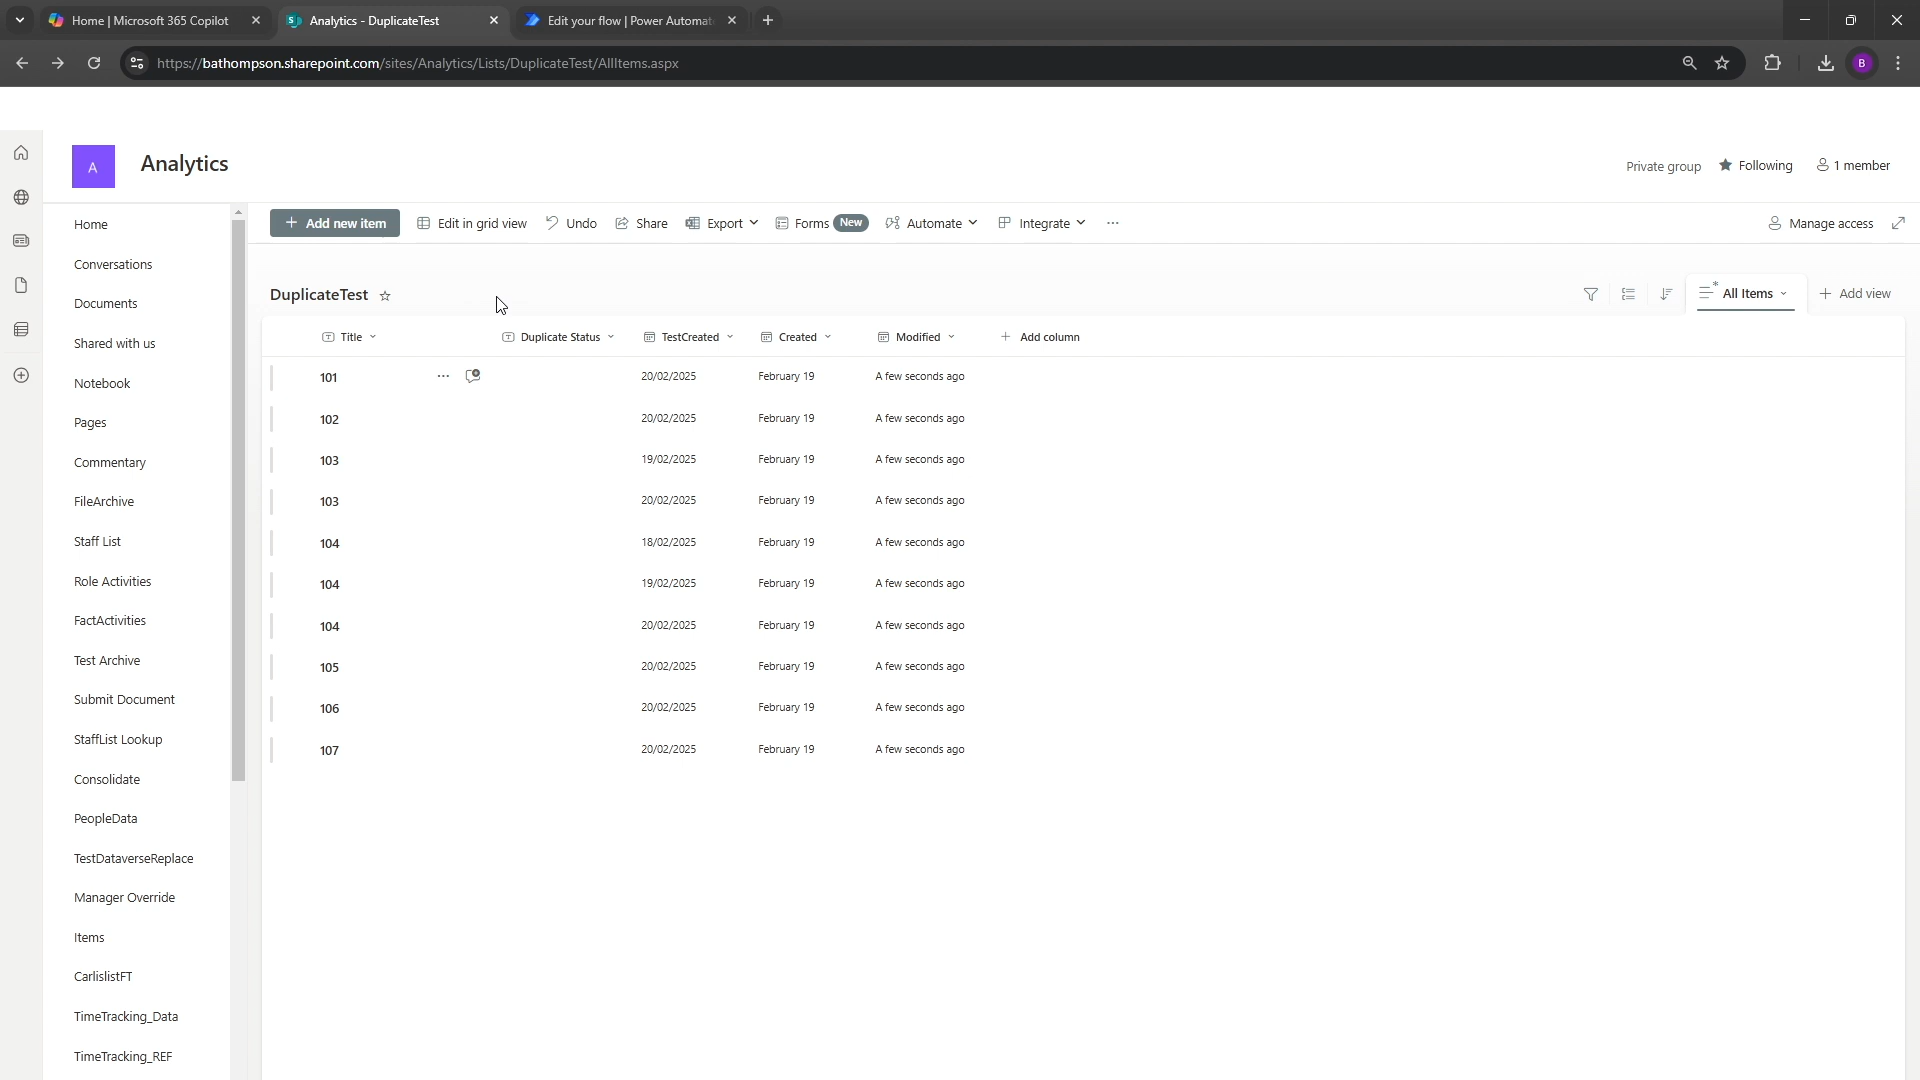 Home | Microsoft 365 Copilot
Analytics - DuplicateTest
Edit your flow | Power Automat
https://bathompson.sharepoint.com/sites/Analytics/Lists/DuplicateTest/AllItems.aspx
B
A
Analytics
Private group
Following
1 member
Home
Conversations
Documents
Shared with us
Notebook
Pages
Commentary
FileArchive
Staff List
Role Activities
FactActivities
Test Archive
Submit Document
StaffList Lookup
Consolidate
PeopleData
TestDataverseReplace
Manager Override
Items
CarlislistFT
TimeTracking_Data
TimeTracking_REF
+ Add new item
Edit in grid view
Undo
Share
Export
Forms New
Automate
Integrate
...
Manage access
DuplicateTest
All Items
+ Add view
Title Duplicate Status TestCreated Created Modified + Add column
101 ... 20/02/2025 February 19 A few seconds ago
102 20/02/2025 February 19 A few seconds ago
103 19/02/2025 February 19 A few seconds ago
103 20/02/2025 February 19 A few seconds ago
104 18/02/2025 February 19 A few seconds ago
104 19/02/2025 February 19 A few seconds ago
104 20/02/2025 February 19 A few seconds ago
105 20/02/2025 February 19 A few seconds ago
106 20/02/2025 February 19 A few seconds ago
107 20/02/2025 February 19 A few seconds ago